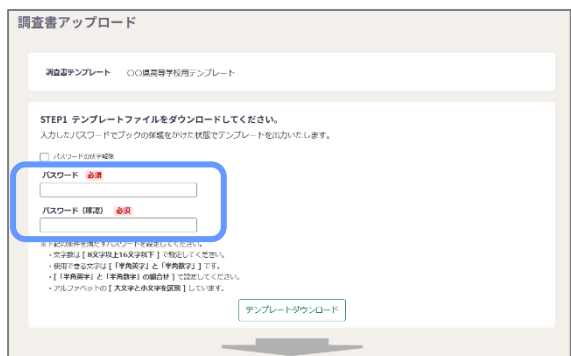 調査書アップロード
調査書テンプレート　〇〇県高等学校用テンプレート
STEP1 テンプレートファイルをダウンロードしてください。
入力したパスワードでブックの保護をかけた状態でテンプレートを出力いたします。
パスワードの伏字解除
パスワード 必須
パスワード（確認） 必須
※下記の条件を満たすパスワードを設定してください。
・文字数は [ 8文字以上16文字以下 ] で設定してください。
・使用できる文字は [「半角英字」と「半角数字」] です。
・[「半角英字」と「半角数字」の組合せ ] で設定してください。
・アルファベットの [ 大文字と小文字を区別 ] しています。
テンプレートダウンロード